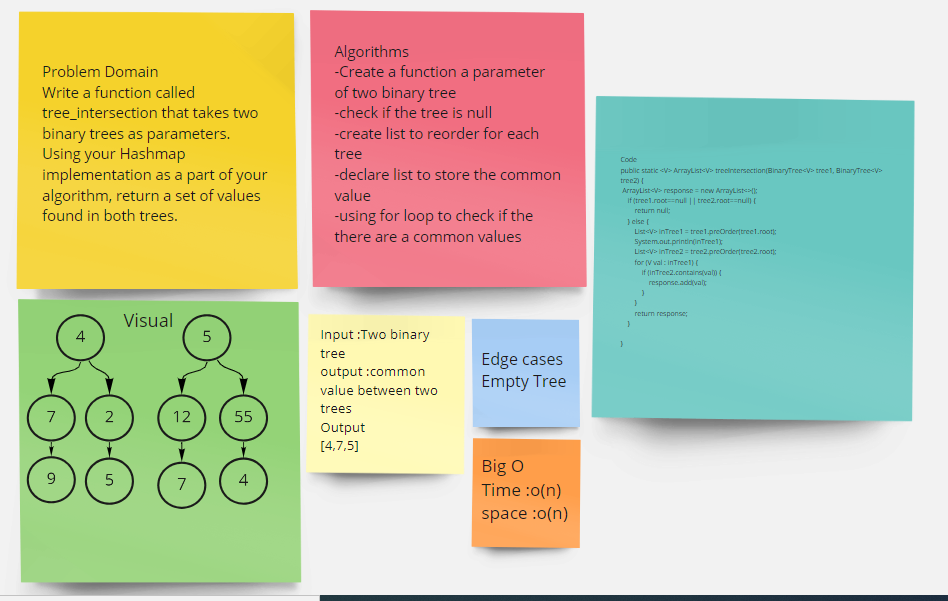 Problem Domain
Write a function called
tree_intersection that takes two
binary trees as parameters.
Using your Hashmap
implementation as a part of your
algorithm, return a set of values
found in both trees.
Algorithms
-Create a function a parameter
of two binary tree
-check if the tree is null
-create list to reorder for each
tree
-declare list to store the common
value
-using for loop to check if the
there are a common values
Code
public static <V> ArrayList<V> treeIntersection(BinaryTree<V> tree1, BinaryTree<V>
tree2) {
ArrayList<V> response = new ArrayList<>();
if (tree1.root==null || tree2.root==null) {
return null;
} else {
List<V> inTree1 = tree1.preOrder(tree1.root);
System.out.println(inTree1);
List<V> inTree2 = tree2.preOrder(tree2.root);
for (V val : inTree1) {
if (inTree2.contains(val)) {
response.add(val);
}
}
return response;
}
}
Visual
4
5
7
2
12
55
9
5
7
4
Input :Two binary
tree
output :common
value between two
trees
Output
[4,7,5]
Edge cases
Empty Tree
Big O
Time :o(n)
space :o(n)